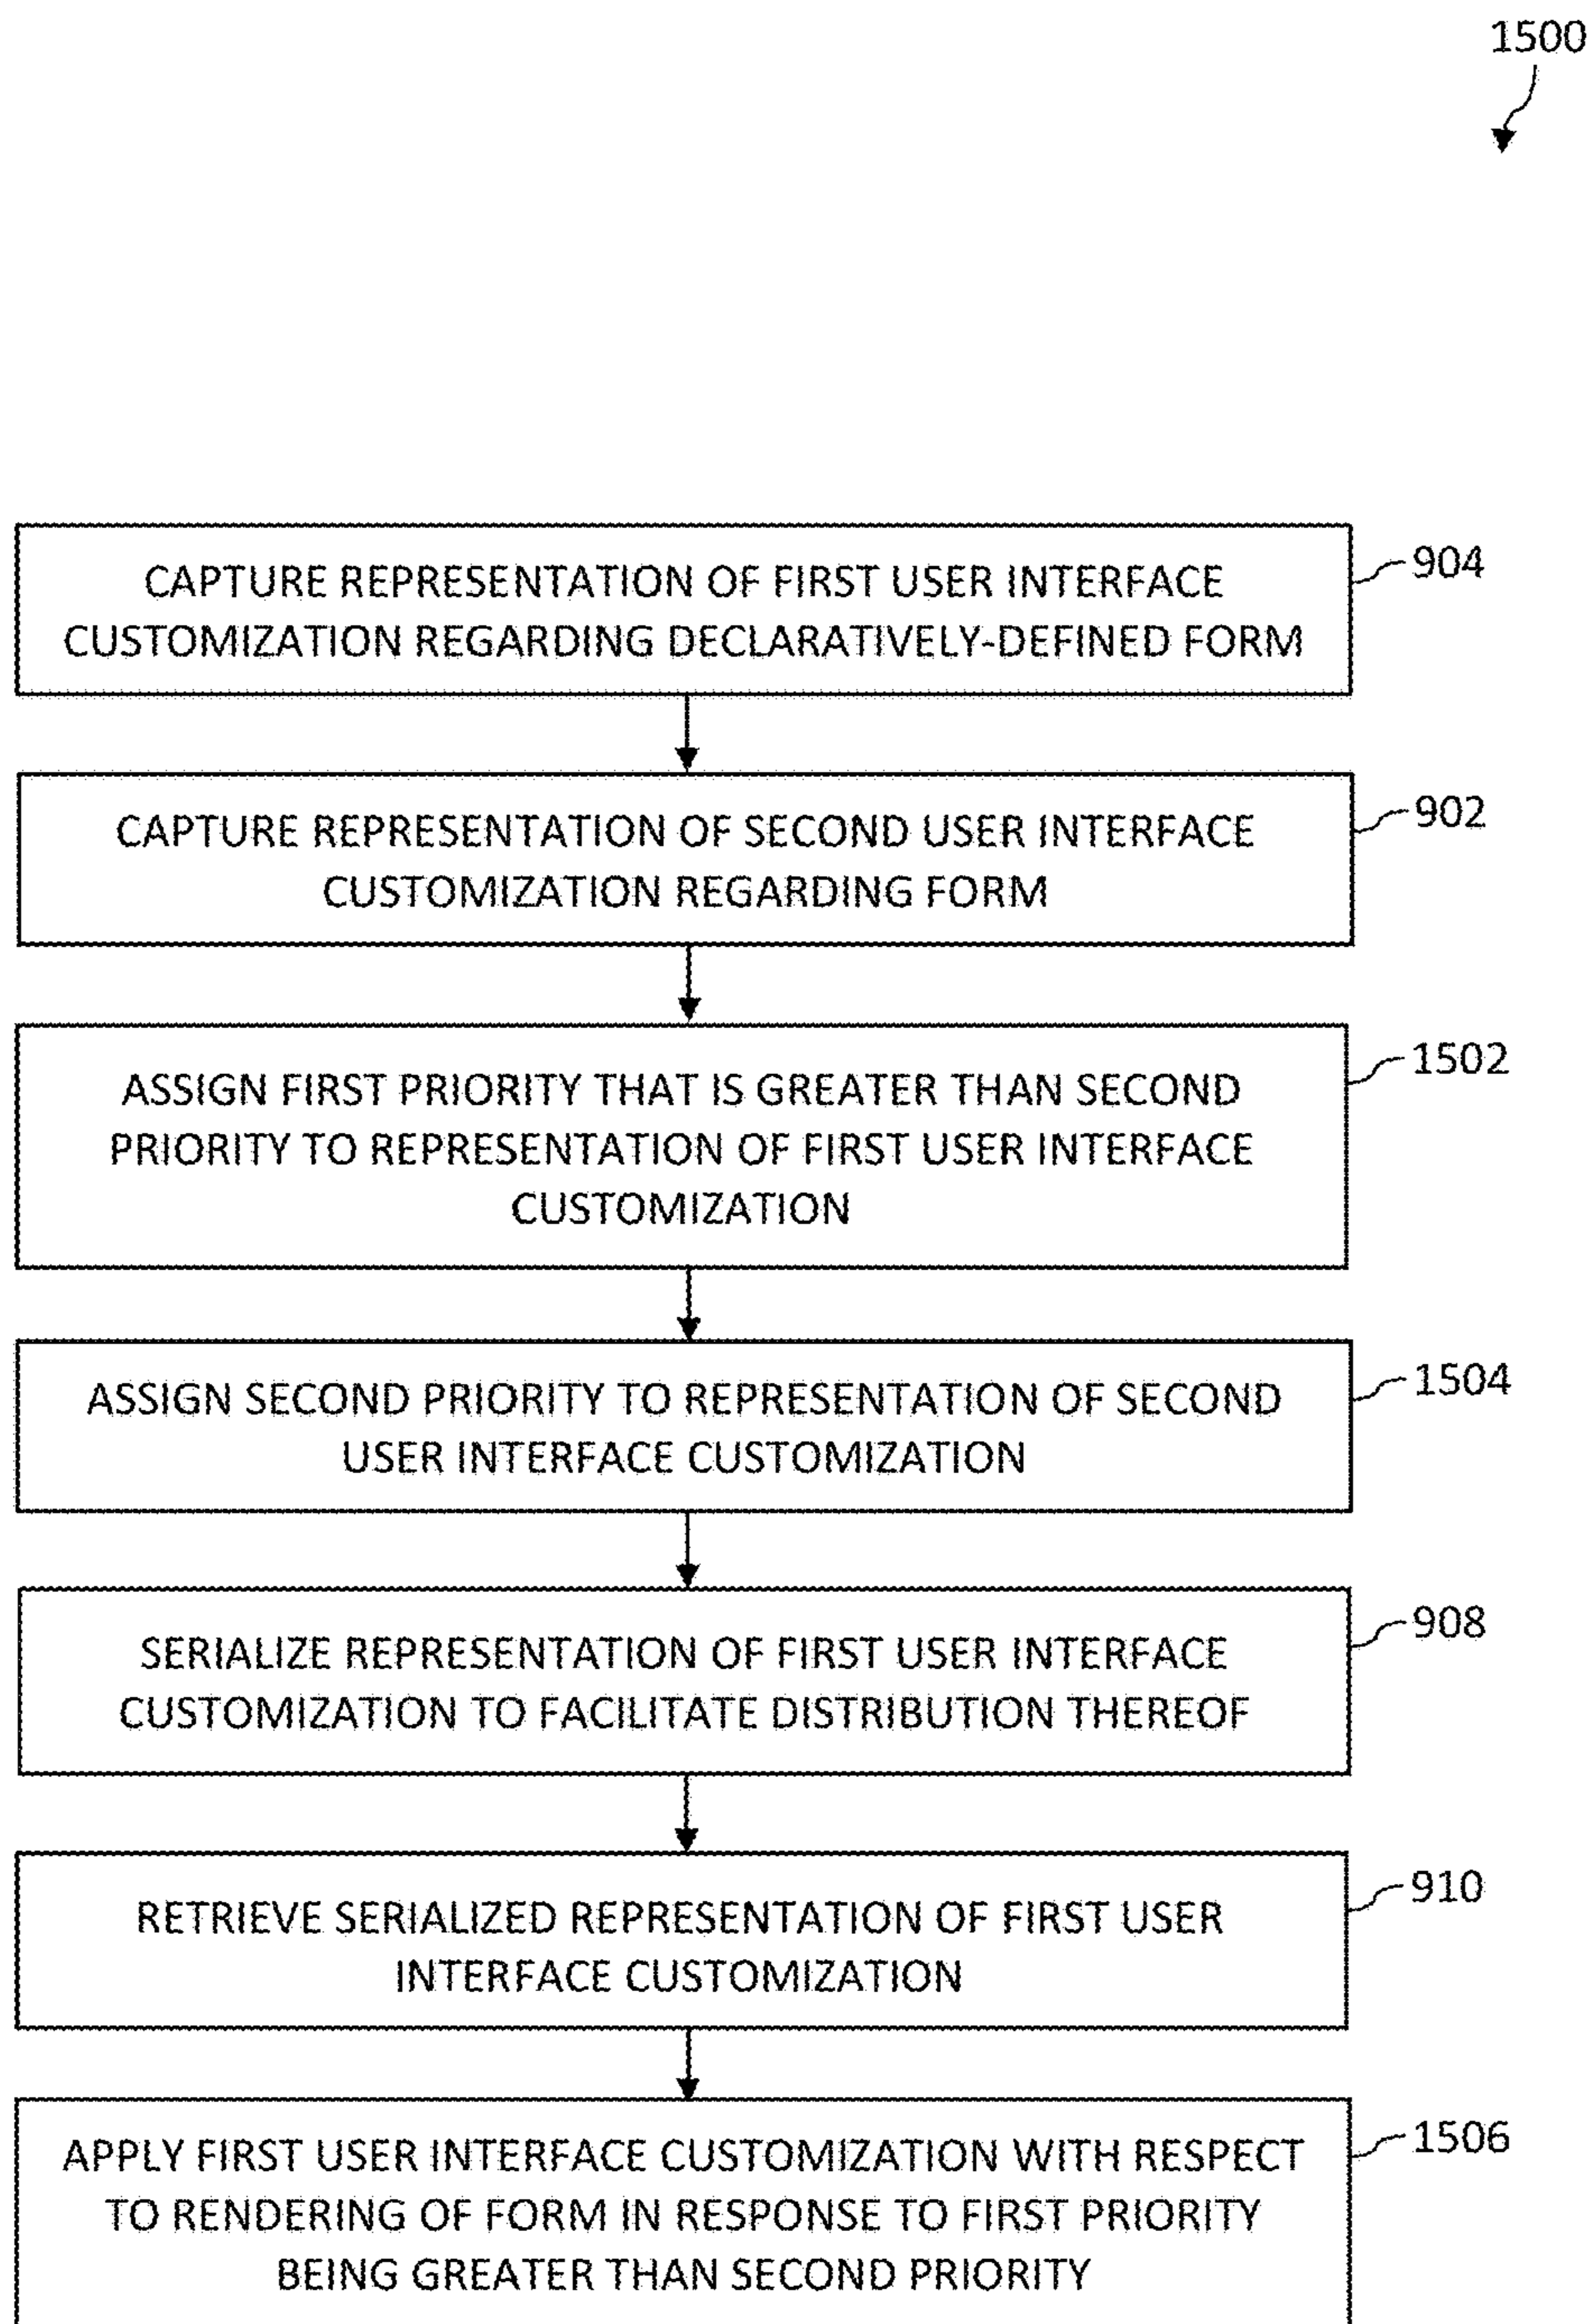 1500
CAPTURE REPRESENTATION OF FIRST USER INTERFACE
CUSTOMIZATION REGARDING DECLARATIVELY-DEFINED FORM
904
CAPTURE REPRESENTATION OF SECOND USER INTERFACE
CUSTOMIZATION REGARDING FORM
902
ASSIGN FIRST PRIORITY THAT IS GREATER THAN SECOND
PRIORITY TO REPRESENTATION OF FIRST USER INTERFACE
CUSTOMIZATION
1502
ASSIGN SECOND PRIORITY TO REPRESENTATION OF SECOND
USER INTERFACE CUSTOMIZATION
1504
SERIALIZE REPRESENTATION OF FIRST USER INTERFACE
CUSTOMIZATION TO FACILITATE DISTRIBUTION THEREOF
908
RETRIEVE SERIALIZED REPRESENTATION OF FIRST USER
INTERFACE CUSTOMIZATION
910
APPLY FIRST USER INTERFACE CUSTOMIZATION WITH RESPECT
TO RENDERING OF FORM IN RESPONSE TO FIRST PRIORITY
BEING GREATER THAN SECOND PRIORITY
1506